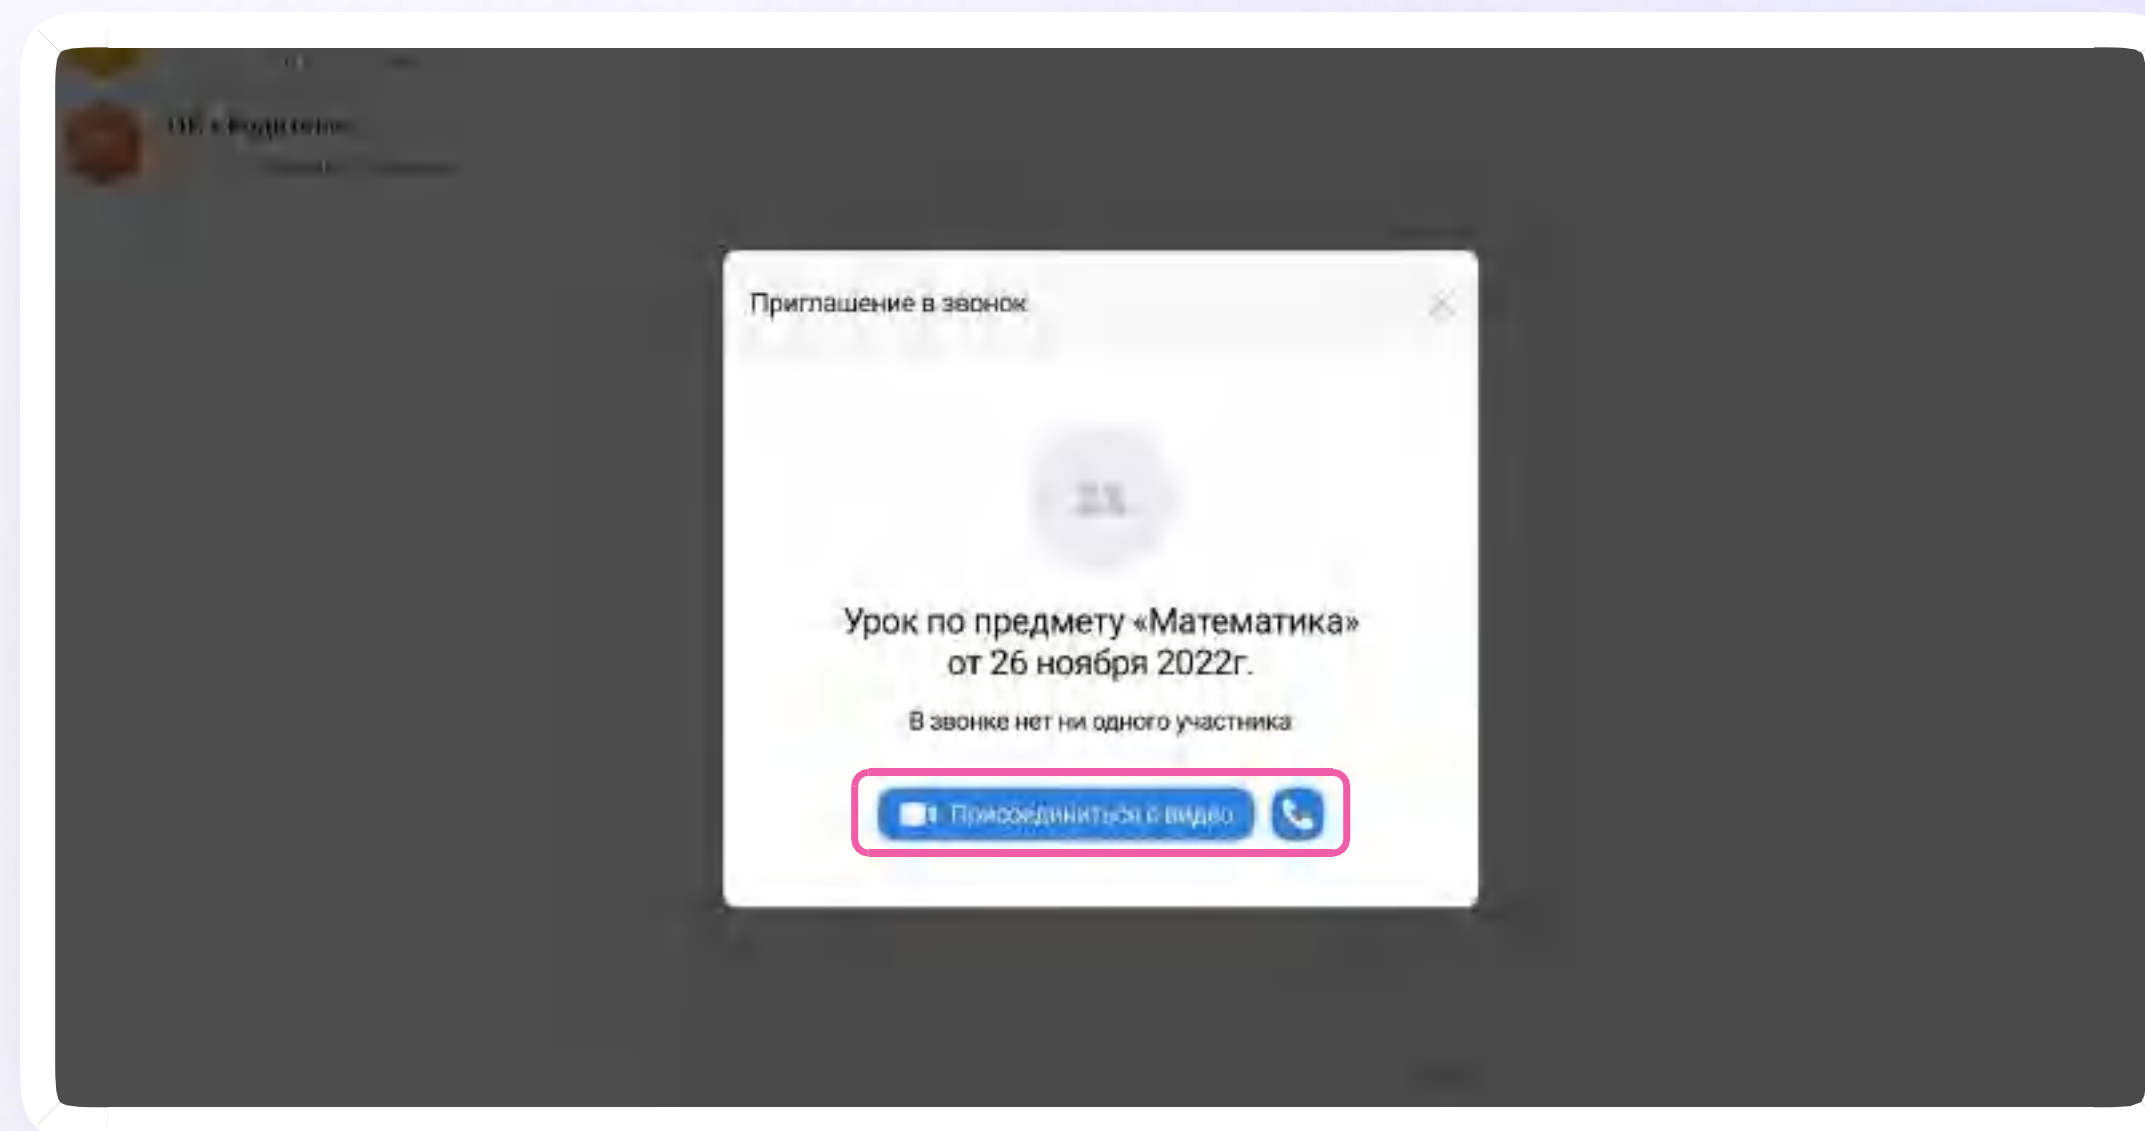 Приглашение в звонок
Урок по предмету «Математика»
от 26 ноября 2022г.
В звонке нет ни одного участника
Присоединиться с видео